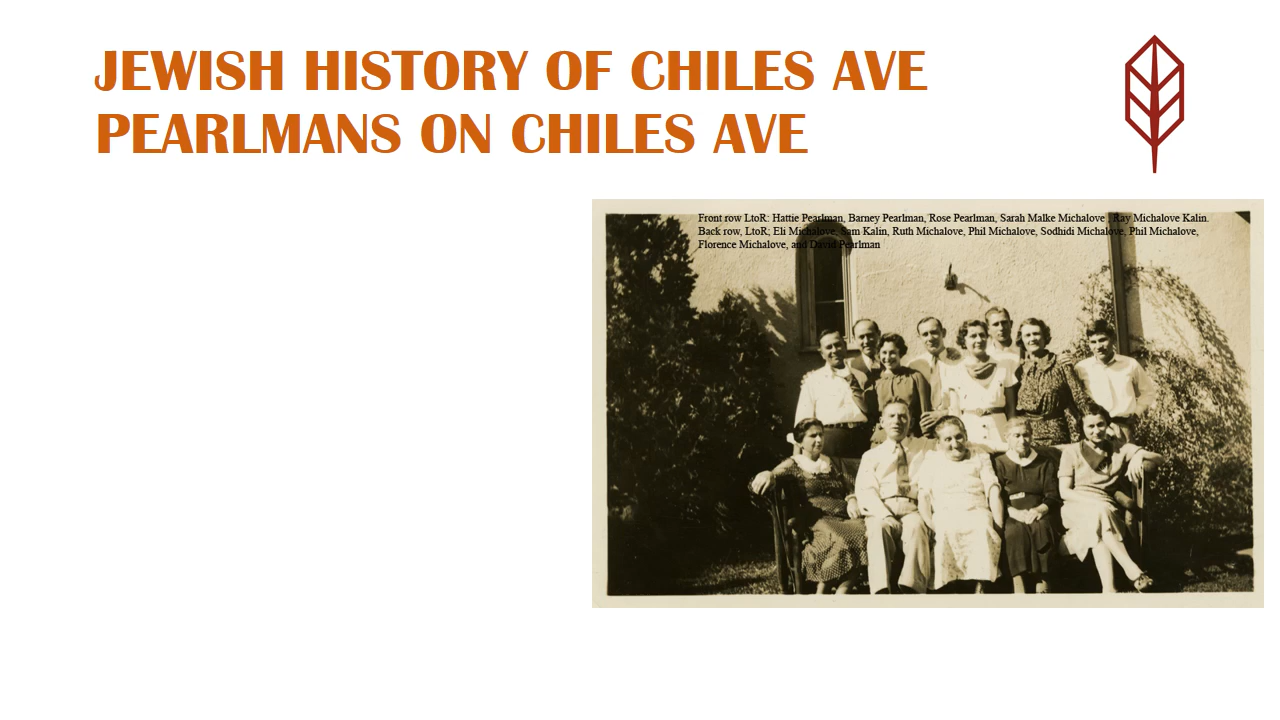 JEWISH HISTORY OF CHILES AVE
PEARLMANS ON CHILES AVE
Front row LtoR: Hattie Pearlman, Barney Pearlman, Rose Pearlman, Sarah Malke Michalove , Ray Michalove Kalin.
Back row, LtoR; Eli Michalove, Sam Kalin, Ruth Michalove, Phil Michalove, Sodhidi Michalove, Phil Michalove,
Florence Michalove, and David Pearlman